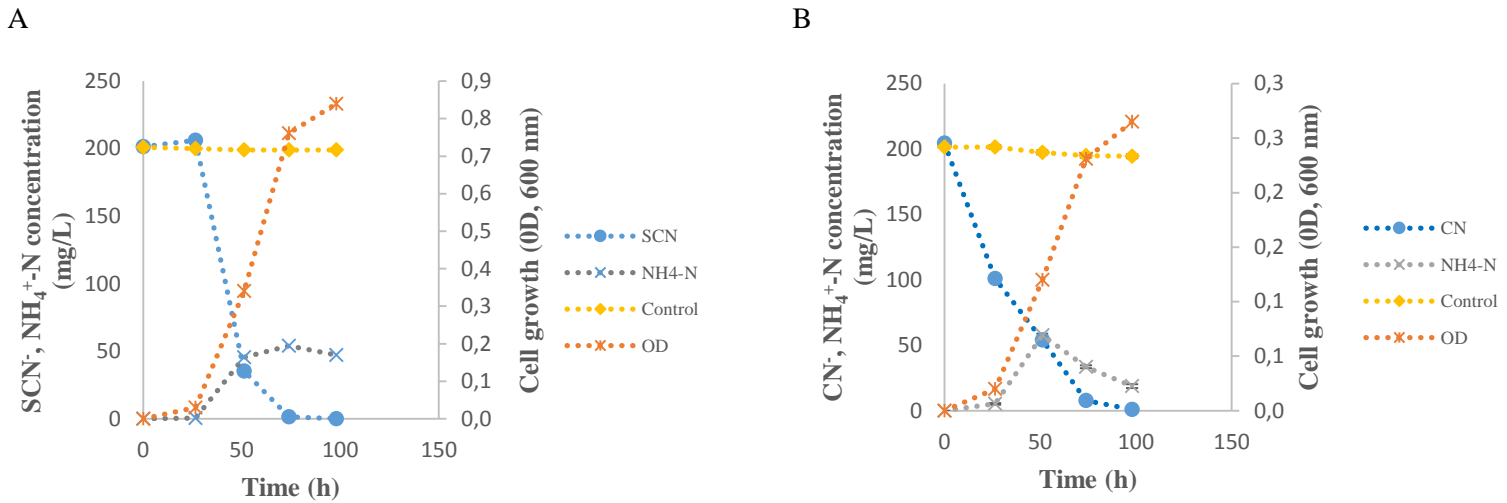 A
SCN-, NH4+-N concentration
(mg/L)
250
200
150
100
50
0
0,9
0,8
0,7
0,6
0,5
0,4
0,3
0,2
0,1
0,0
Cell growth (0D, 600 nm)
0
50
100
150
Time (h)
SCN
NH4-N
Control
OD
B
CN-, NH4+-N concentration
(mg/L)
250
200
150
100
50
0
0,3
0,3
0,2
0,2
0,1
0,1
0,0
Cell growth (0D, 600 nm)
0
50
100
150
Time (h)
CN
NH4-N
Control
OD